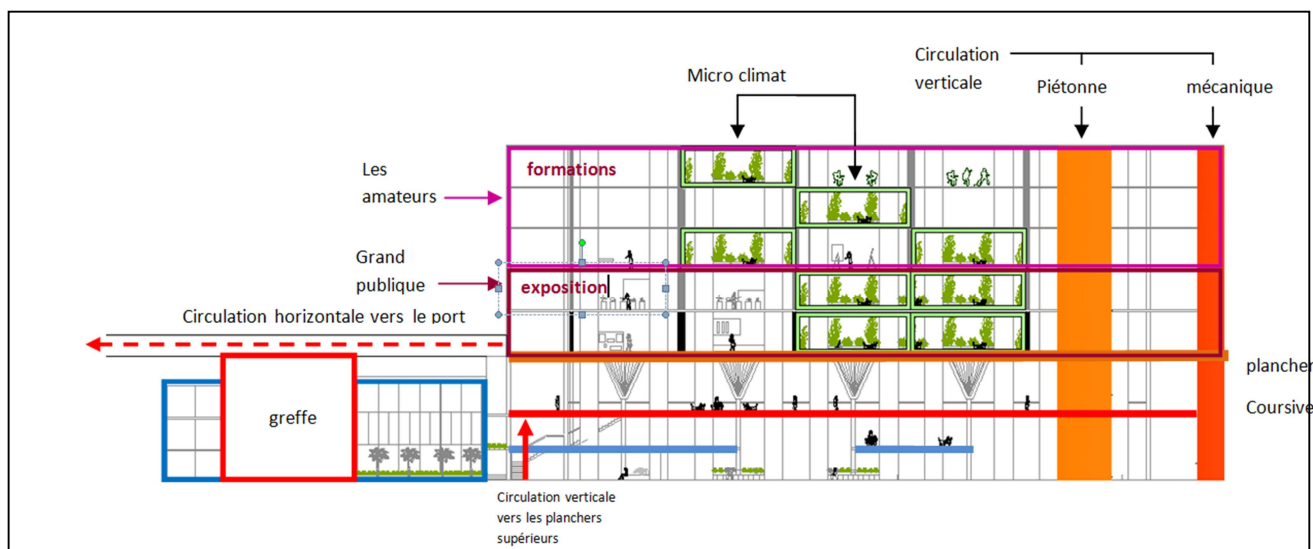 Circulation
verticale
Micro climat
Piétonne
mécanique
Les
amateurs
formations
Grand
publique
exposition
Circulation horizontale vers le port
plancher
Coursive
greffe
Circulation verticale
vers les planchers
supérieurs